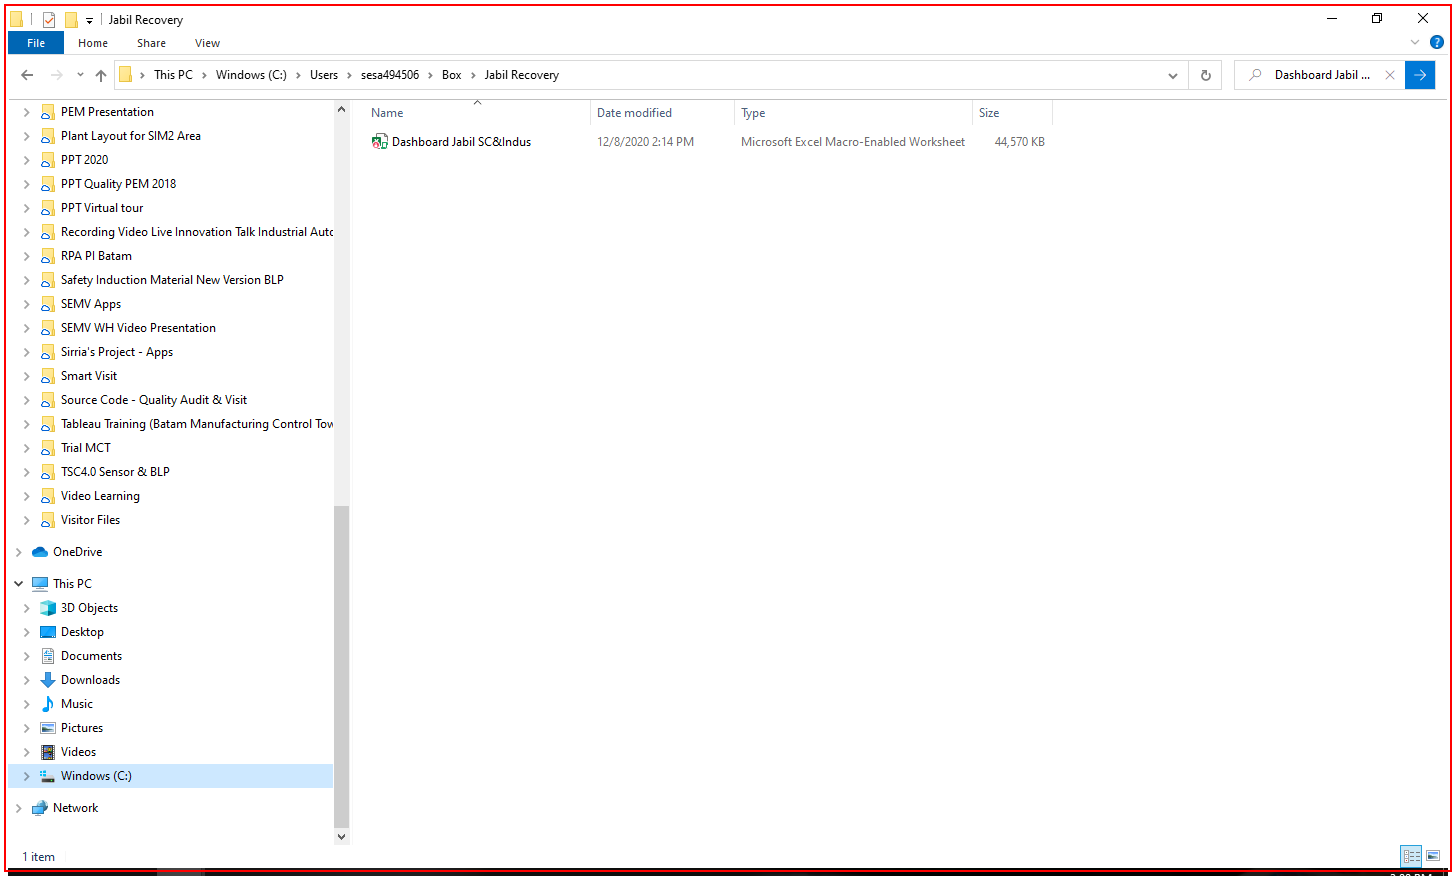 Jabil Recovery
File Home Share View
This PC Windows (C:) Users sesa494506 Box Jabil Recovery
Dashboard Jabil ...
PEM Presentation
Plant Layout for SIM2 Area
PPT 2020
PPT Quality PEM 2018
PPT Virtual tour
Recording Video Live Innovation Talk Industrial Auto
RPA PI Batam
Safety Induction Material New Version BLP
SEMV Apps
SEMV WH Video Presentation
Sirria's Project - Apps
Smart Visit
Source Code - Quality Audit & Visit
Tableau Training (Batam Manufacturing Control Tow
Trial MCT
TSC4.0 Sensor & BLP
Video Learning
Visitor Files
OneDrive
This PC
3D Objects
Desktop
Documents
Downloads
Music
Pictures
Videos
Windows (C:)
Network
Name Date modified Type Size
Dashboard Jabil SC&Indus 12/8/2020 2:14 PM Microsoft Excel Macro-Enabled Worksheet 44,570 KB
1 item